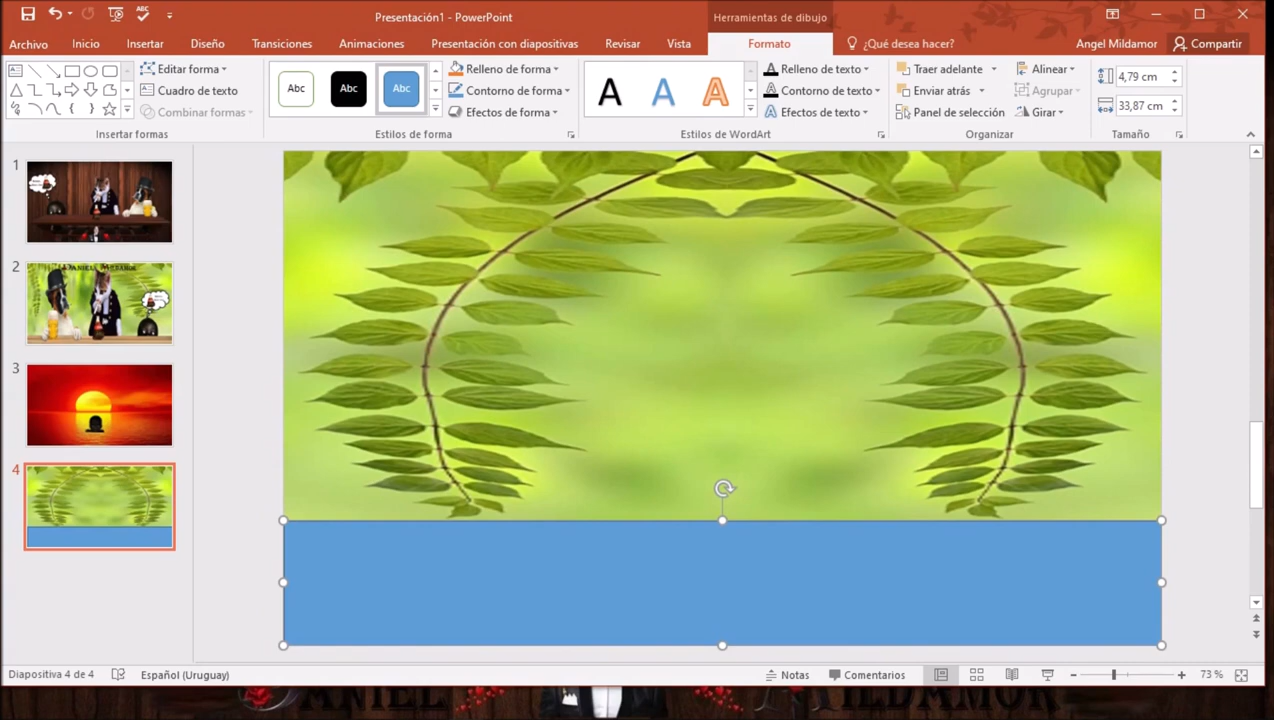 ABC
Presentación1 - PowerPoint
Herramientas de dibujo
Archivo Inicio Insertar Diseño Transiciones Animaciones Presentación con diapositivas Revisar Vista Formato ¿Qué desea hacer? Angel Mildamor Compartir
Editar forma
Cuadro de texto
Combinar formas
Insertar formas
Abc Abc Abc
Relleno de forma
Contorno de forma
Efectos de forma
Estilos de forma
A A A
Relleno de texto
Contorno de texto
Efectos de texto
Estilos de WordArt
Traer adelante
Enviar atrás
Panel de selección
Alinear
Agrupar
Girar
Organizar
4,79 cm
33,87 cm
Tamaño
1
2
DANIEL MILDAMOR
3
4
Diapositiva 4 de 4 Español (Uruguay) Notas Comentarios 73 %